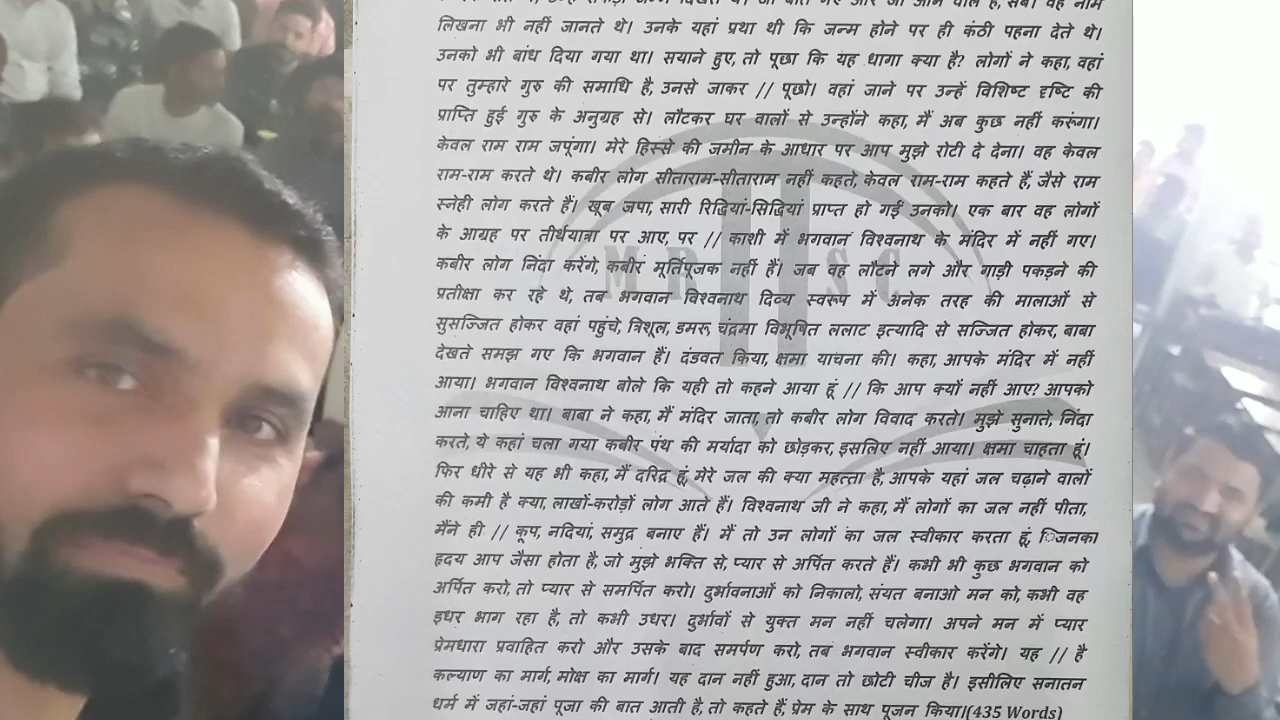 लिखना भी नहीं जानते थे। उनके यहां प्रथा थी कि जन्म होने पर ही कंठी पहना देते थे।
उनको भी बांध दिया गया था। सयाने हुए, तो पूछा कि यह धागा क्या है? लोगों ने कहा, वहां
पर तुम्हारे गुरु की समाधि है, उनसे जाकर // पूछो। वहां जाने पर उन्हें विशिष्ट दृष्टि की
प्राप्ति हुई गुरु के अनुग्रह से। लौटकर घर वालों से उन्होंने कहा, मैं अब कुछ नहीं करूंगा।
केवल राम राम जपूंगा। मेरे हिस्से की जमीन के आधार पर आप मुझे रोटी दे देना। वह केवल
राम-राम करते थे। कबीर लोग सीताराम-सीताराम नहीं कहते, केवल राम-राम कहते हैं, जैसे राम
स्नेही लोग करते हैं। खूब जपा, सारी रिद्धियां-सिद्धियां प्राप्त हो गईं उनको। एक बार वह लोगों
के आग्रह पर तीर्थयात्रा पर आए, पर // काशी में भगवान विश्वनाथ के मंदिर में नहीं गए।
कबीर लोग निंदा करेंगे, कबीर मूर्तिपूजक नहीं हैं। जब वह लौटने लगे और गाड़ी पकड़ने की
प्रतीक्षा कर रहे थे, तब भगवान विश्वनाथ दिव्य स्वरूप में अनेक तरह की मालाओं से
सुसज्जित होकर वहां पहुंचे, त्रिशूल, डमरू, चंद्रमा विभूषित ललाट इत्यादि से सज्जित होकर, बाबा
देखते समझ गए कि भगवान हैं। दंडवत किया, क्षमा याचना की। कहा, आपके मंदिर में नहीं
आया। भगवान विश्वनाथ बोले कि यही तो कहने आया हूं // कि आप क्यों नहीं आए? आपको
आना चाहिए था। बाबा ने कहा, मैं मंदिर जाता, तो कबीर लोग विवाद करते। मुझे सुनाते, निंदा
करते, ये कहां चला गया कबीर पंथ की मर्यादा को छोड़कर, इसलिए नहीं आया। क्षमा चाहता हूं।
फिर धीरे से यह भी कहा, मैं दरिद्र हूं, मेरे जल की क्या महत्ता है, आपके यहां जल चढ़ाने वालों
की कमी है क्या, लाखों-करोड़ों लोग आते हैं। विश्वनाथ जी ने कहा, मैं लोगों का जल नहीं पीता,
मैंने ही // कूप, नदियां, समुद्र बनाए हैं। मैं तो उन लोगों का जल स्वीकार करता हूं, जिनका
हृदय आप जैसा होता है, जो मुझे भक्ति से, प्यार से अर्पित करते हैं। कभी भी कुछ भगवान को
अर्पित करो, तो प्यार से समर्पित करो। दुर्भावनाओं को निकालो, संयत बनाओ मन को, कभी वह
इधर भाग रहा है, तो कभी उधर। दुर्भावों से युक्त मन नहीं चलेगा। अपने मन में प्यार
प्रेमधारा प्रवाहित करो और उसके बाद समर्पण करो, तब भगवान स्वीकार करेंगे। यह // है
कल्याण का मार्ग, मोक्ष का मार्ग। यह दान नहीं हुआ, दान तो छोटी चीज है। इसीलिए सनातन
धर्म में जहां-जहां पूजा की बात आती है, तो कहते हैं, प्रेम के साथ पूजन किया।(435 Words)